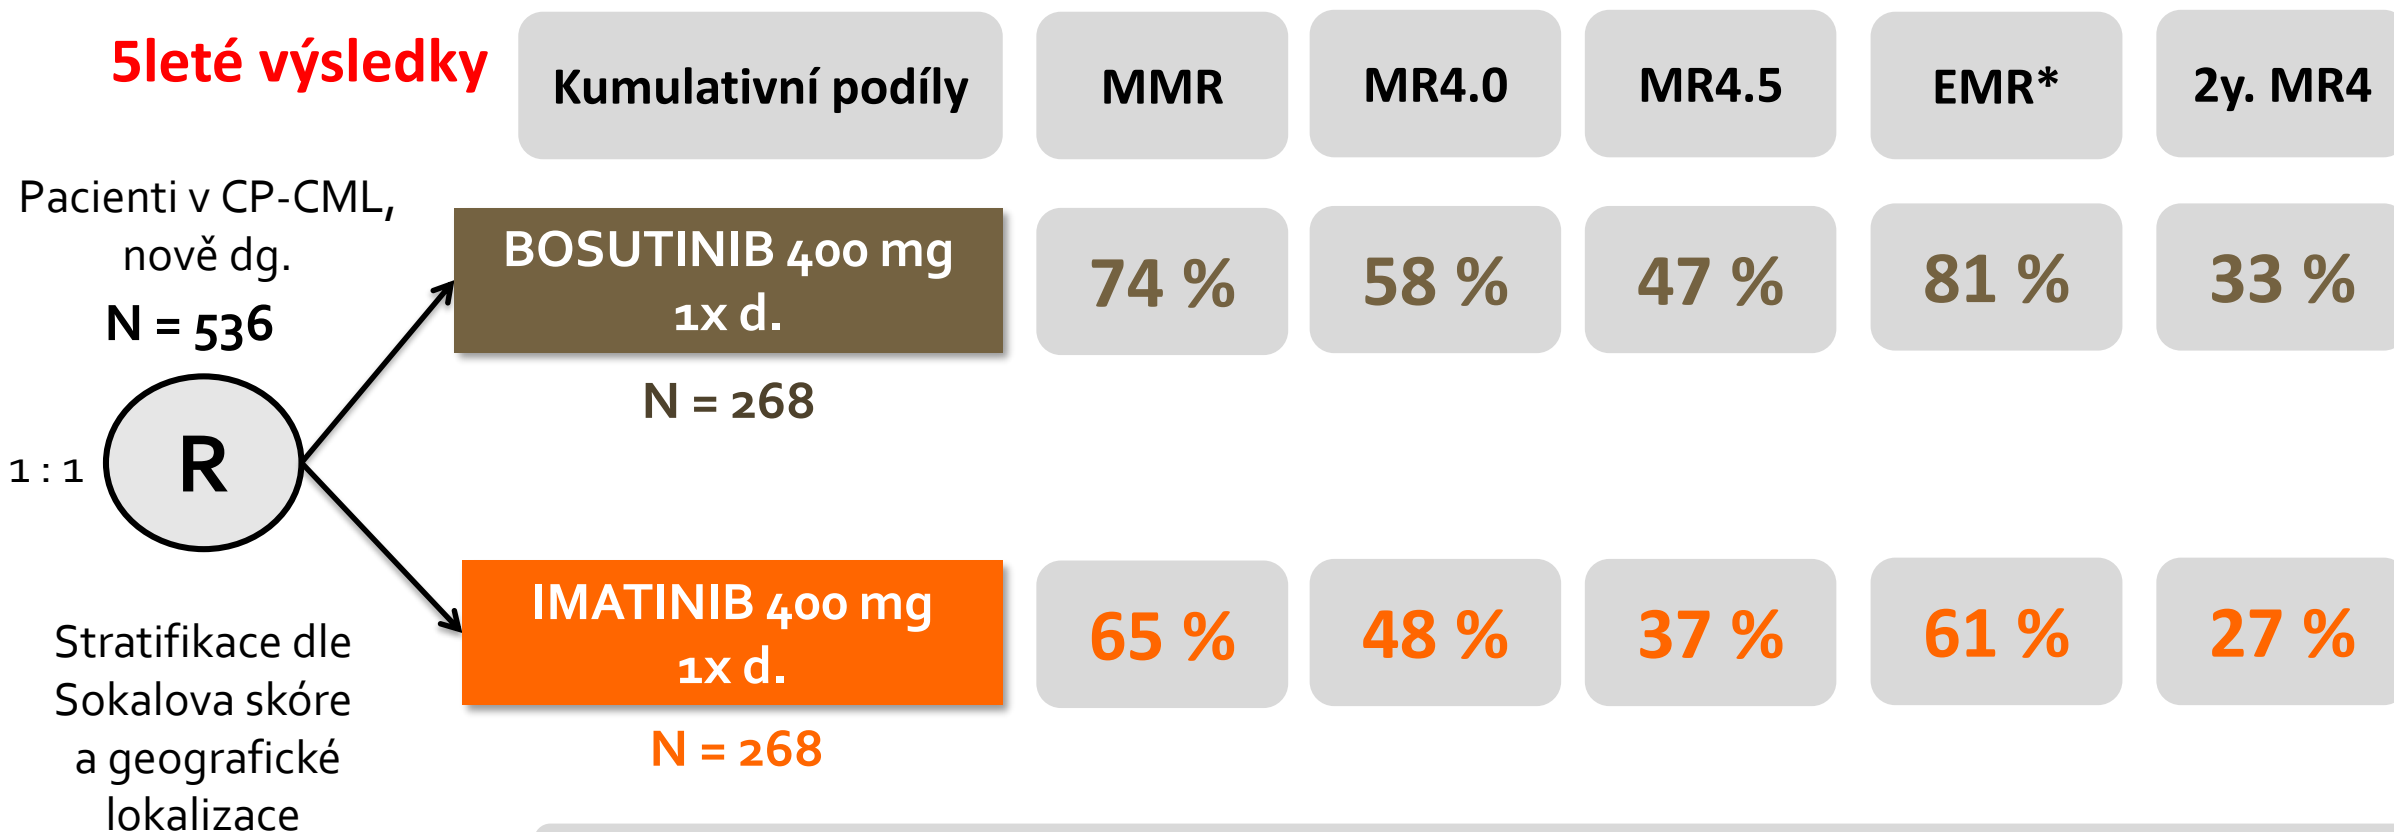 5leté výsledky
Kumulativní podíly
MMR
MR4.0
MR4.5
EMR*
2y. MR4
Pacienti v CP-CML,
nově dg.
N = 536
BOSUTINIB 400 mg
1x d.
74 %
58 %
47 %
81 %
33 %
N = 268
1 : 1
R
IMATINIB 400 mg
1x d.
65 %
48 %
37 %
61 %
27 %
N = 268
Stratifikace dle
Sokalova skóre
a geografické
lokalizace